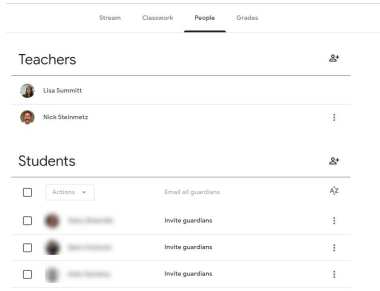 Stream Classwork People Grades
Teachers
Lisa Summitt
Nick Steinmetz
Students
Actions Email all guardians AZ
Invite guardians
Invite guardians
Invite guardians